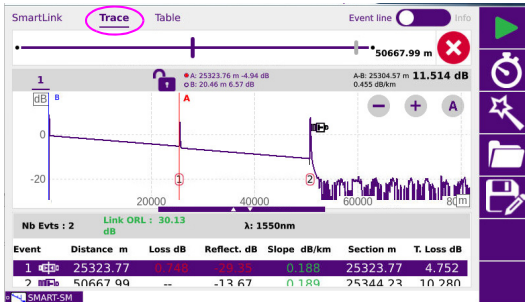 SmartLink Trace Table Event line Info
50667.99 m
1 A: 25323.76 m -4.94 dB A-B: 25304.57 m 11.514 dB
B: 20.46 m 6.57 dB 0.455 dB/km
dB B A - + A
0
-20 1 2
20000 40000 60000 80 m
Nb Evts : 2 Link ORL : 30.13 dB λ: 1550nm
Event Distance m Loss dB Reflect. dB Slope dB/km Section m T. Loss dB
1 25323.77 0.748 -29.35 0.188 25323.77 4.752
2 50667.99 -- -13.67 0.189 25344.23 10.280
SMART-SM